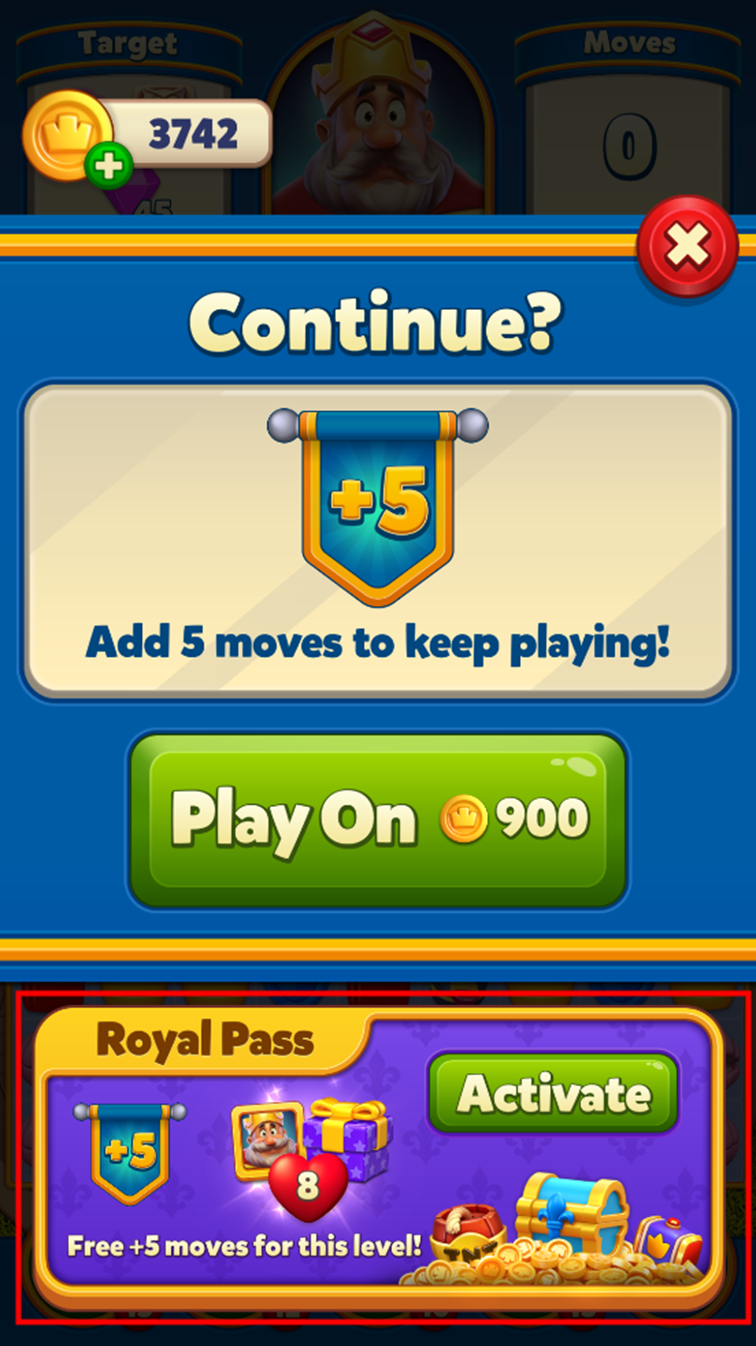 Target
Moves
3742
0
45
Continue?
+5
Add 5 moves to keep playing!
Play On 900
Royal Pass
Activate
+5
8
Free +5 moves for this level!
TNT